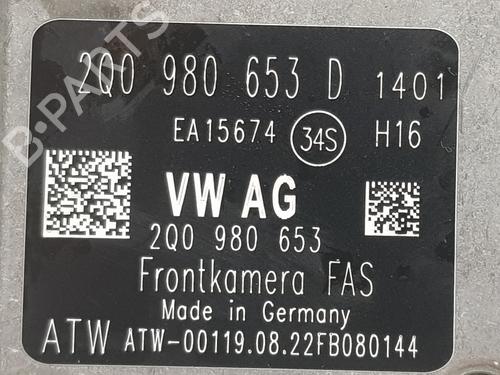 2Q0 980 653 D 1401
EA15674 34S H16
VW AG
2Q0 980 653
Frontkamera FAS
Made in Germany
ATW ATW-00119.08.22FB080144
B-PARTS